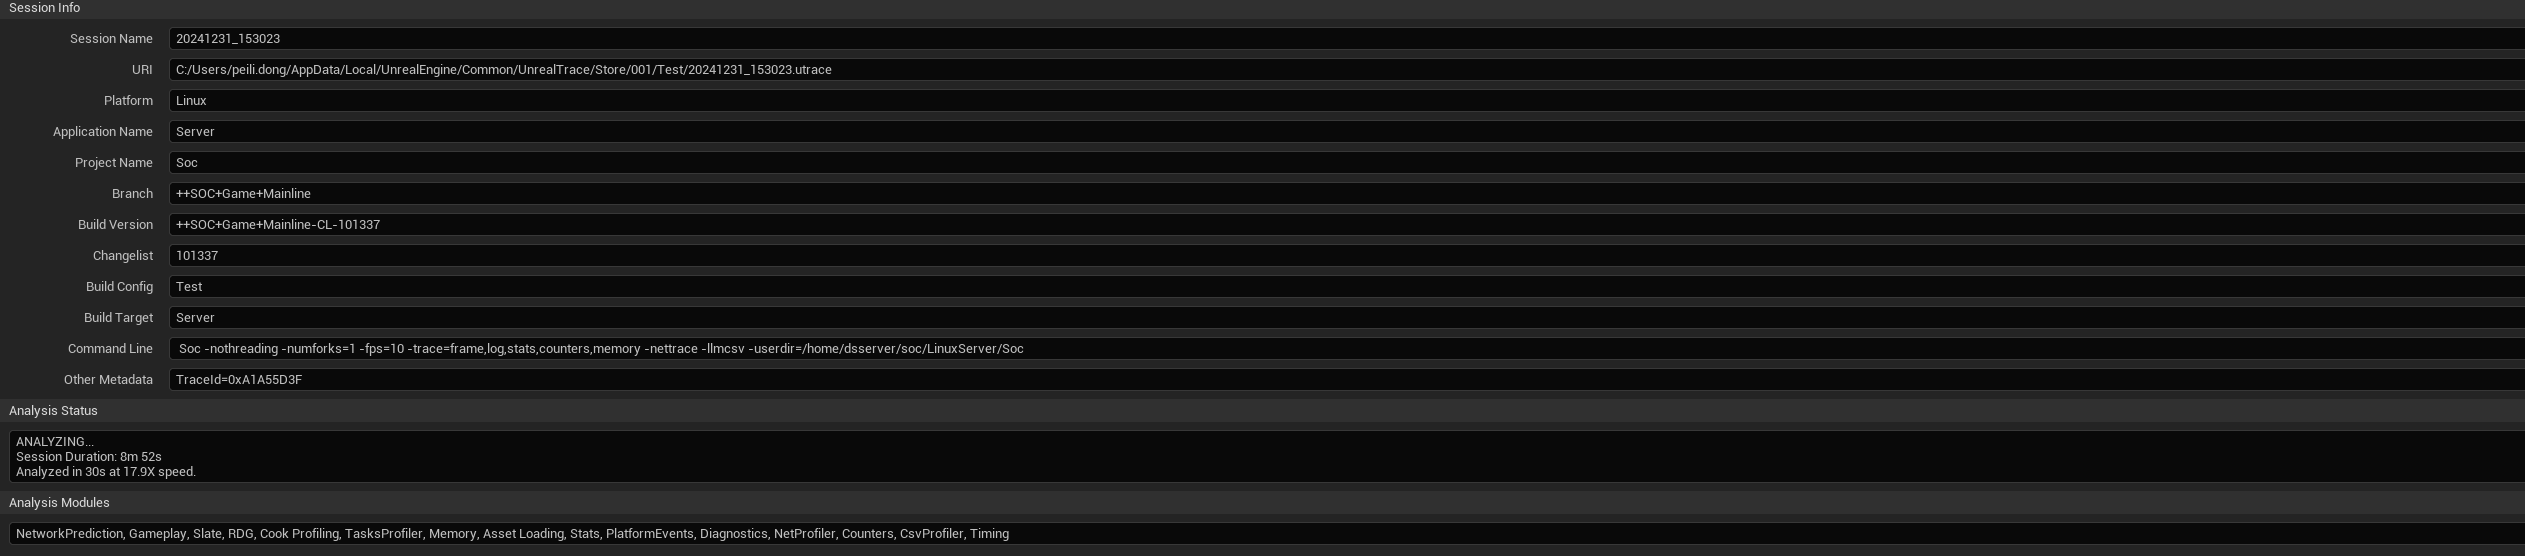 Session Info
Session Name 20241231_153023
URI C:/Users/peili.dong/AppData/Local/UnrealEngine/Common/UnrealTrace/Store/001/Test/20241231_153023.utrace
Platform Linux
Application Name Server
Project Name Soc
Branch ++SOC+Game+Mainline
Build Version ++SOC+Game+Mainline-CL-101337
Changelist 101337
Build Config Test
Build Target Server
Command Line Soc -nothreading -numforks=1 -fps=10 -trace=frame,log,stats,counters,memory -nettrace -llmcsv -userdir=/home/dsserver/soc/LinuxServer/Soc
Other Metadata TraceId=0xA1A55D3F
Analysis Status
ANALYZING...
Session Duration: 8m 52s
Analyzed in 30s at 17.9X speed.
Analysis Modules
NetworkPrediction, Gameplay, Slate, RDG, Cook Profiling, TasksProfiler, Memory, Asset Loading, Stats, PlatformEvents, Diagnostics, NetProfiler, Counters, CsvProfiler, Timing